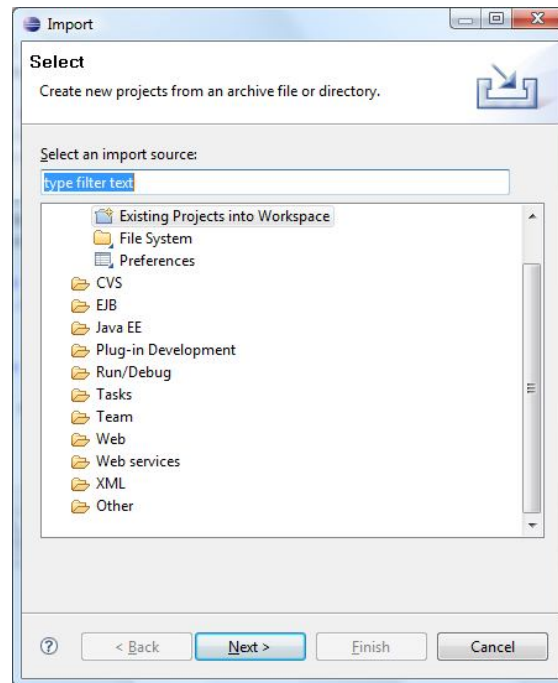 Import
Select
Create new projects from an archive file or directory.
Select an import source:
type filter text
Existing Projects into Workspace
File System
Preferences
CVS
EJB
Java EE
Plug-in Development
Run/Debug
Tasks
Team
Web
Web services
XML
Other
? < Back Next > Finish Cancel